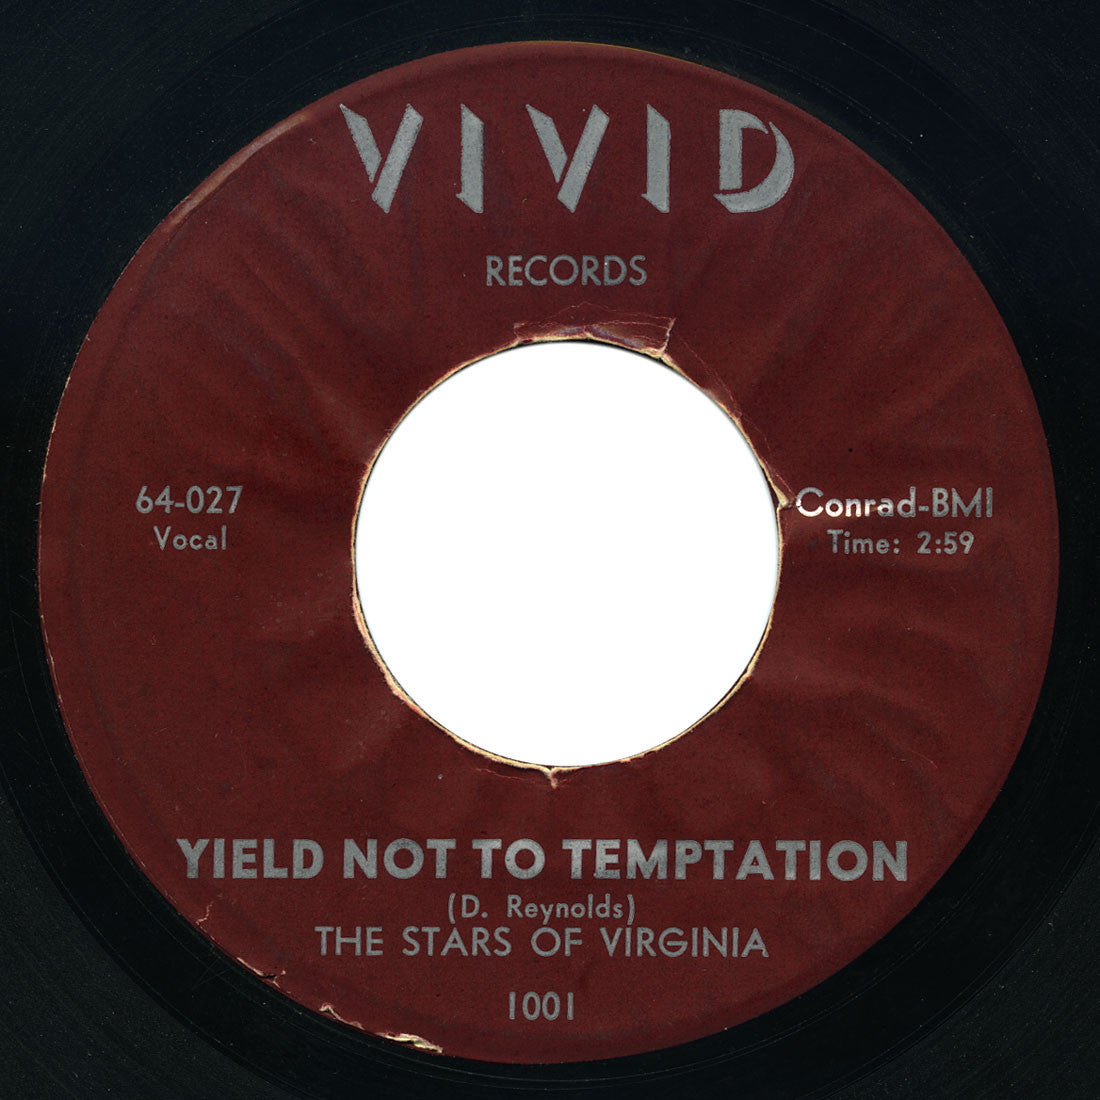 VIVID
RECORDS
64-027
Vocal
Conrad-BMI
Time: 2:59
YIELD NOT TO TEMPTATION
(D. Reynolds)
THE STARS OF VIRGINIA
1001